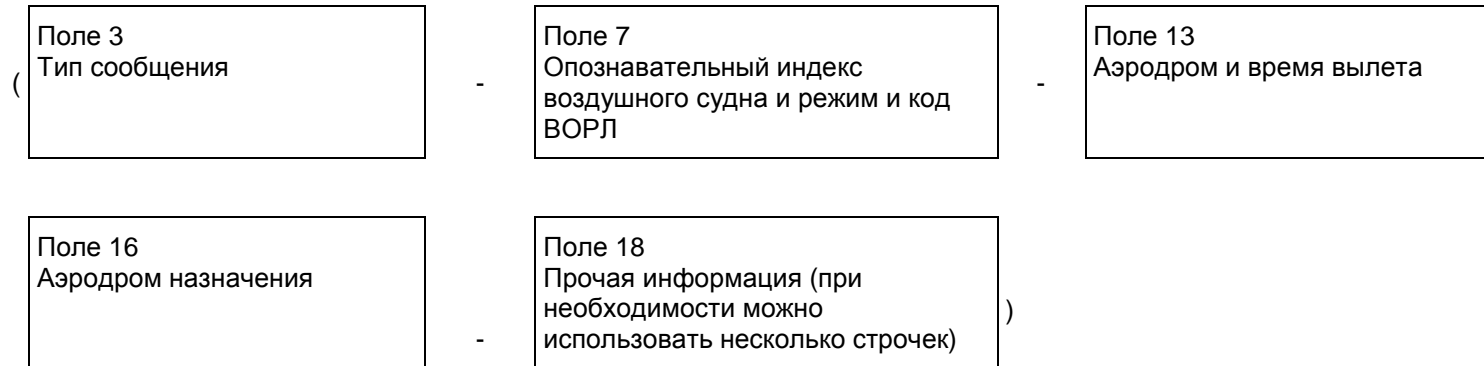 Поле 3
Тип сообщения
(
-
Поле 7
Опознавательный индекс
воздушного судна и режим и код
ВОРЛ
-
Поле 13
Аэродром и время вылета
Поле 16
Аэродром назначения
-
Поле 18
Прочая информация (при
необходимости можно
использовать несколько строчек)
)